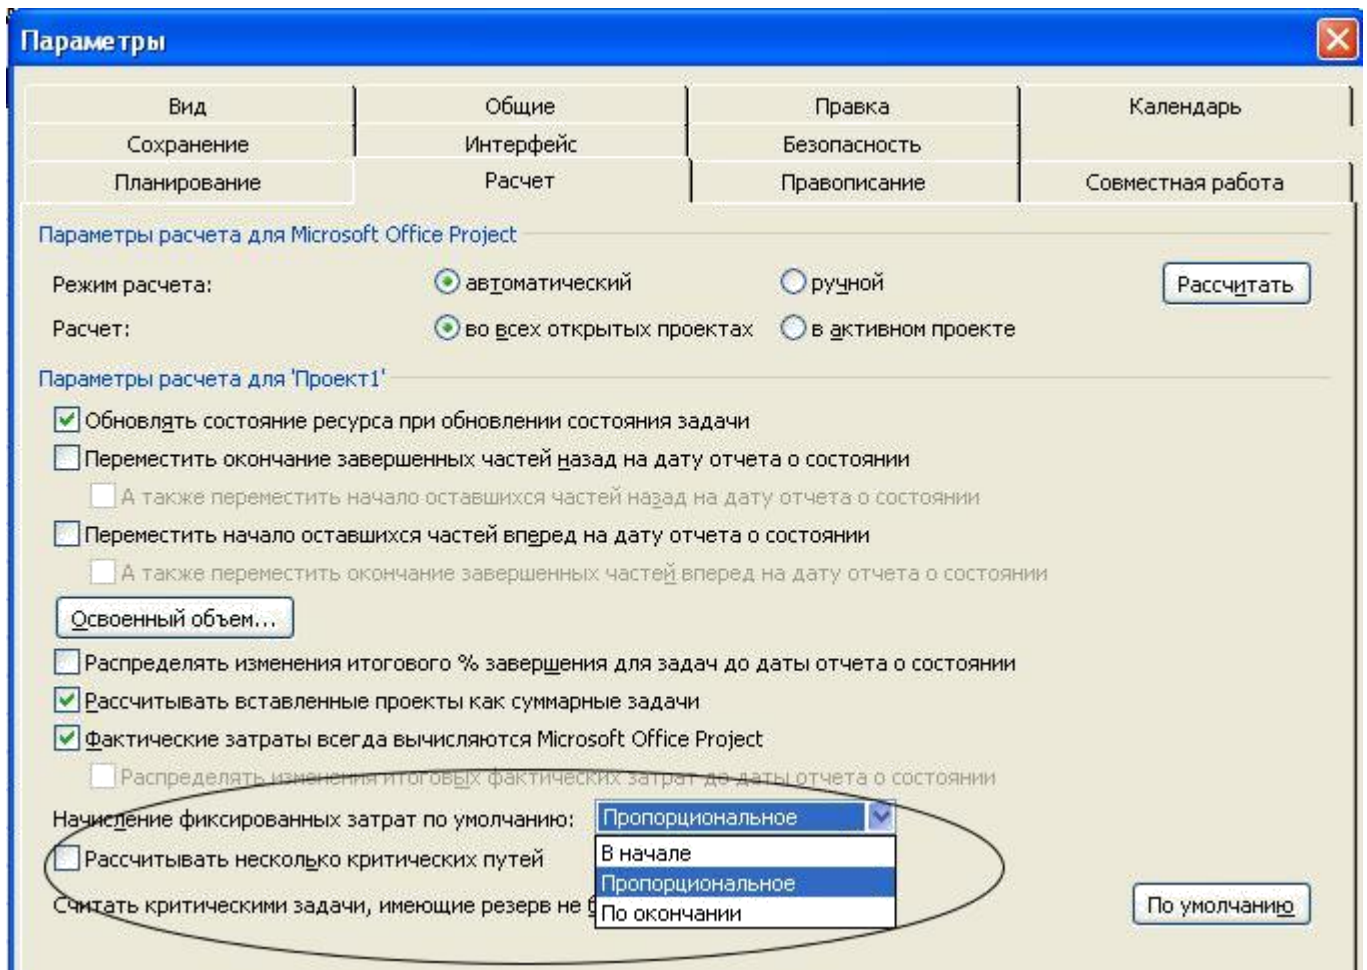 Параметры
Вид Общие Правка Календарь
Сохранение Интерфейс Безопасность
Планирование Расчет Правописание Совместная работа
Параметры расчета для Microsoft Office Project
Режим расчета: автоматический ручной Рассчитать
Расчет: во всех открытых проектах в активном проекте
Параметры расчета для 'Проект1'
Обновлять состояние ресурса при обновлении состояния задачи
Переместить окончание завершенных частей назад на дату отчета о состоянии
А также переместить начало оставшихся частей назад на дату отчета о состоянии
Переместить начало оставшихся частей вперед на дату отчета о состоянии
А также переместить окончание завершенных частей вперед на дату отчета о состоянии
Освоенный объем...
Распределять изменения итогового % завершения для задач до даты отчета о состоянии
Рассчитывать вставленные проекты как суммарные задачи
Фактические затраты всегда вычисляются Microsoft Office Project
Распределять изменения итоговых фактических затрат до даты отчета о состоянии
Начисление фиксированных затрат по умолчанию: Пропорциональное
Рассчитывать несколько критических путей В начале
Пропорциональное
Считать критическими задачи, имеющие резерв не По окончании По умолчанию